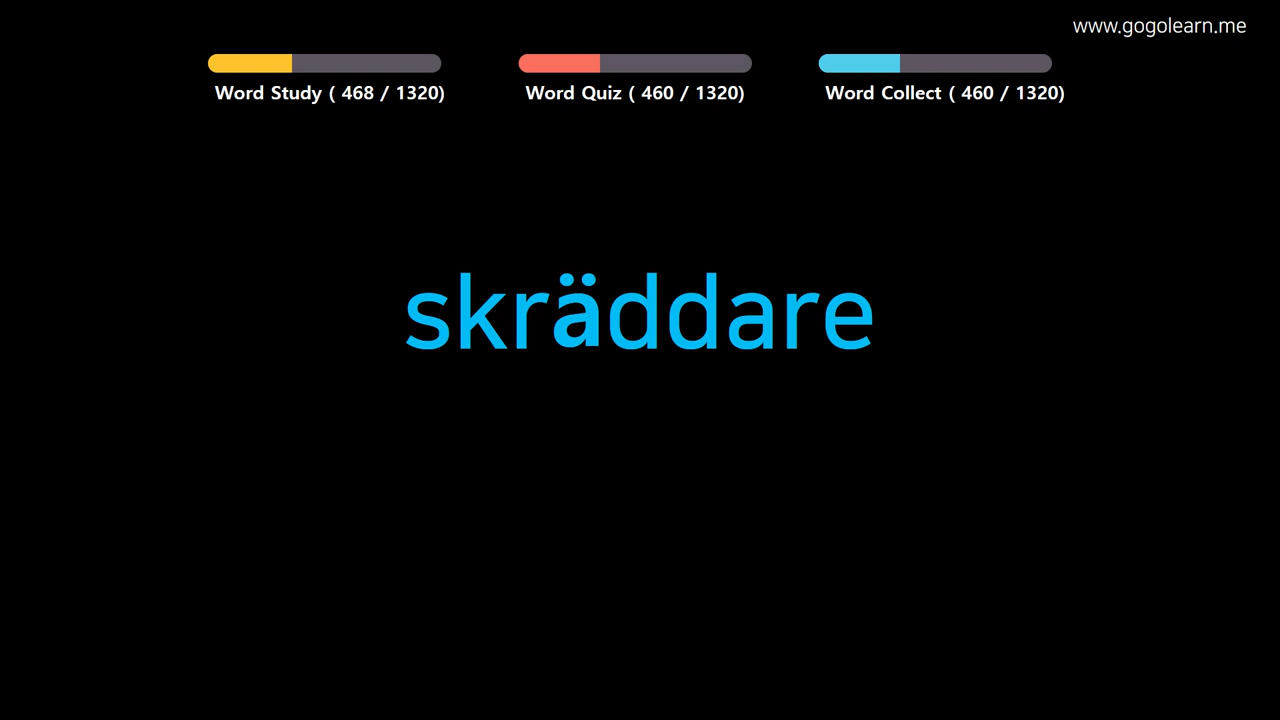 www.gogolearn.me
Word Study ( 468 / 1320)
Word Quiz ( 460 / 1320)
Word Collect ( 460 / 1320)
skräddare